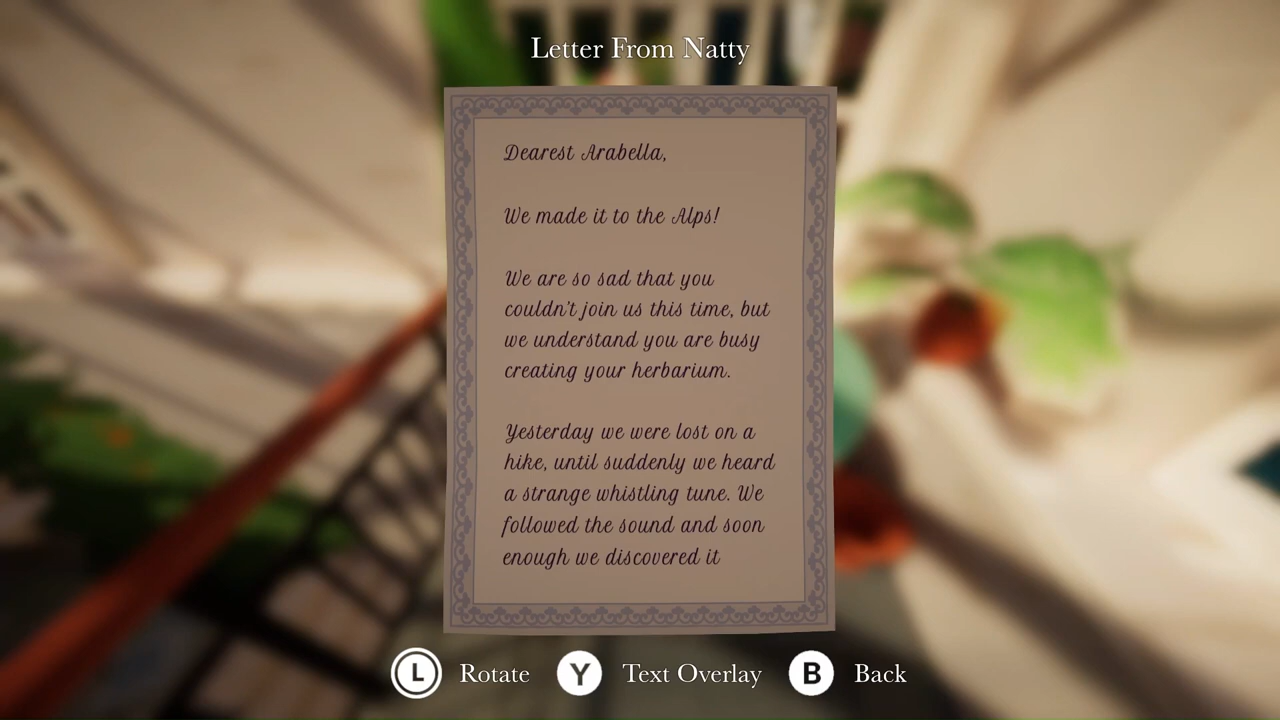 Letter From Natty
Dearest Arabella,
We made it to the Alps!
We are so sad that you
couldn't join us this time, but
we understand you are busy
creating your herbarium.
Yesterday we were lost on a
hike, until suddenly we heard
a strange whistling tune. We
followed the sound and soon
enough we discovered it
L Rotate Y Text Overlay B Back